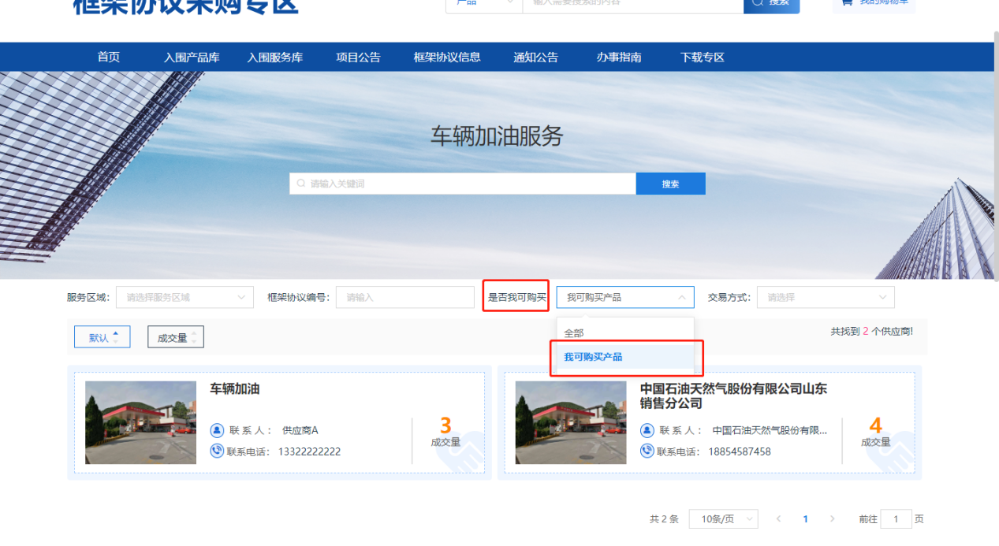 框架协议采购专区
产品 输入需要搜索的内容 搜索 我的购物车
首页 入围产品库 入围服务库 项目公告 框架协议信息 通知公告 办事指南 下载专区
车辆加油服务
请输入关键词 搜索
服务区域: 请选择服务区域 框架协议编号: 请输入 是否我可购买 我可购买产品 交易方式: 请选择
全部
我可购买产品
默认 成交量 共找到 2 个供应商!
车辆加油
联 系 人： 供应商A
联系电话: 13322222222
3
成交量
中国石油天然气股份有限公司山东
销售分公司
联 系 人： 中国石油天然气股份有限...
联系电话: 18854587458
4
成交量
共 2 条 10条/页 1 前往 1 页